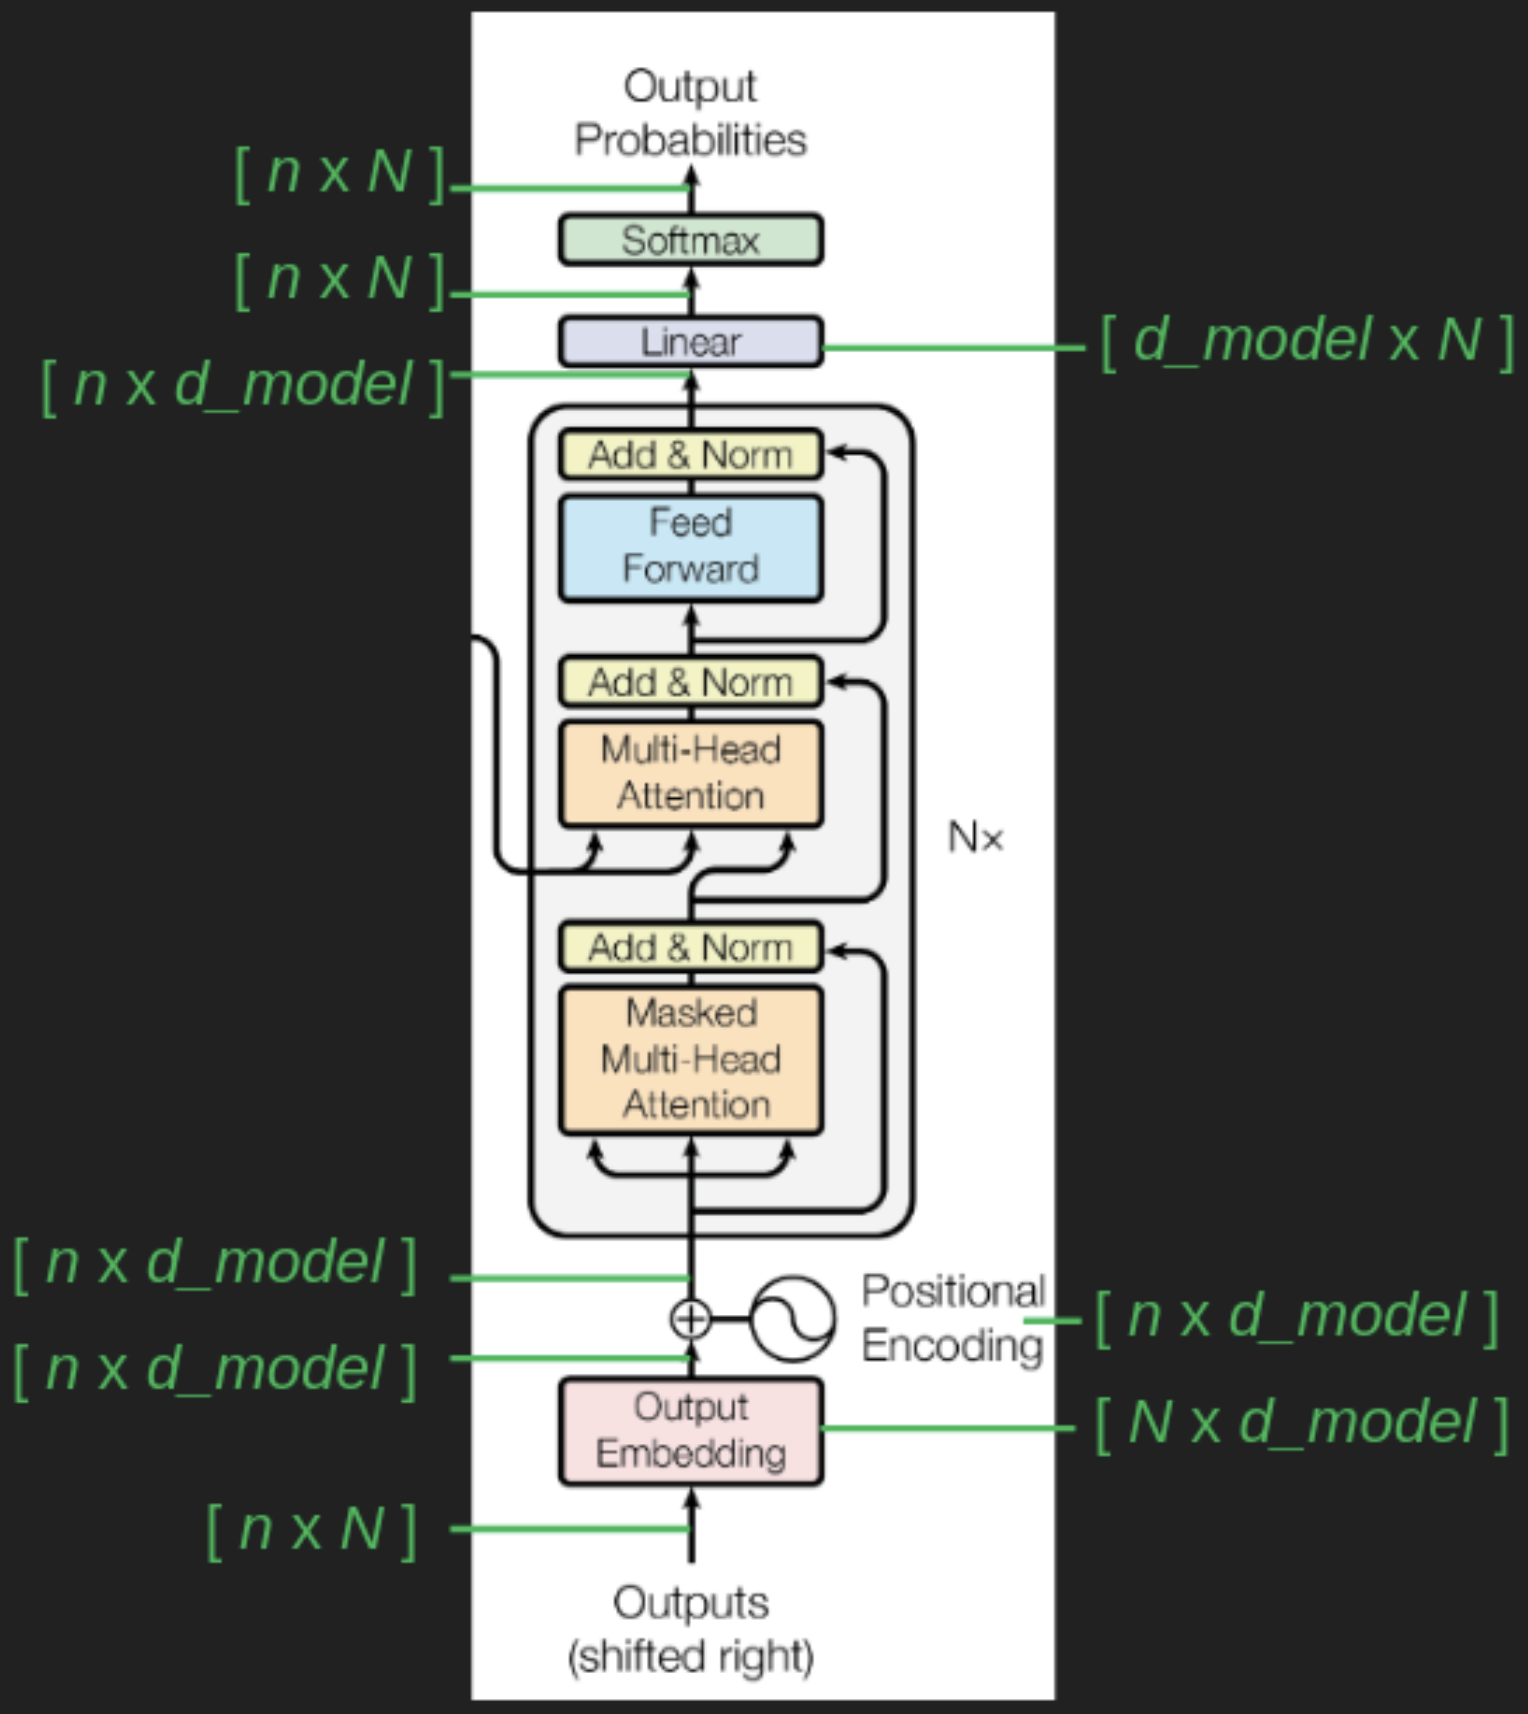 Output
Probabilities
[ n x N ]
Softmax
[ n x N ]
Linear
[ d_model x N ]
[ n x d_model ]
Add & Norm
Feed
Forward
Add & Norm
Multi-Head
Attention
N×
Add & Norm
Masked
Multi-Head
Attention
[ n x d_model ]
Positional
Encoding
[ n x d_model ]
[ n x d_model ]
Output
Embedding
[ N x d_model ]
[ n x N ]
Outputs
(shifted right)